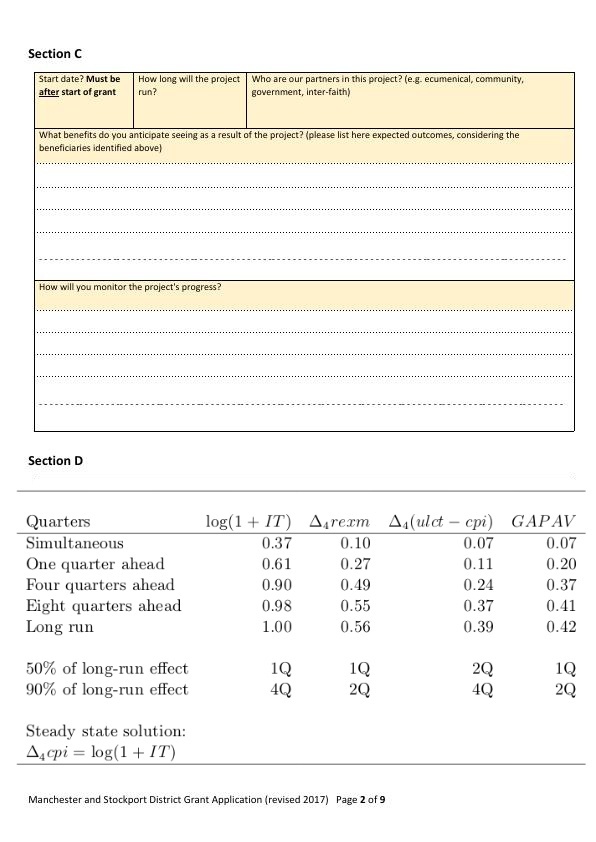 Section C
Start date? Must be after start of grant
How long will the project run?
Who are our partners in this project? (e.g. ecumenical, community, government, inter-faith)
What benefits do you anticipate seeing as a result of the project? (please list here expected outcomes, considering the
beneficiaries identified above)
How will you monitor the project's progress?
Section D
Quarters log(1 + IT) Δ₄rexm Δ₄(ulct − cpi) GAPAV
Simultaneous 0.37 0.10 0.07 0.07
One quarter ahead 0.61 0.27 0.11 0.20
Four quarters ahead 0.90 0.49 0.24 0.37
Eight quarters ahead 0.98 0.55 0.37 0.41
Long run 1.00 0.56 0.39 0.42
50% of long-run effect 1Q 1Q 2Q 1Q
90% of long-run effect 4Q 2Q 4Q 2Q
Steady state solution:
Δ₄cpi = log(1 + IT)
Manchester and Stockport District Grant Application (revised 2017) Page 2 of 9